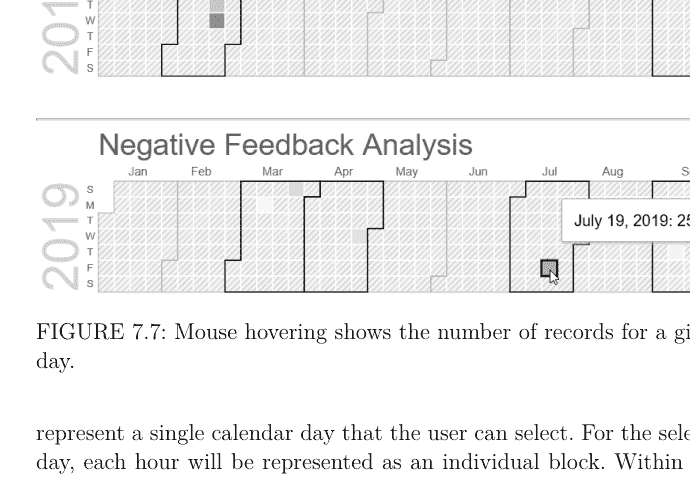 201
T
W
T
F
S
Negative Feedback Analysis
Jan Feb Mar Apr May Jun Jul Aug
2019
S
M
T
W
T
F
S
July 19, 2019: 25
FIGURE 7.7: Mouse hovering shows the number of records for a gi
day.
represent a single calendar day that the user can select. For the sele
day, each hour will be represented as an individual block. Within